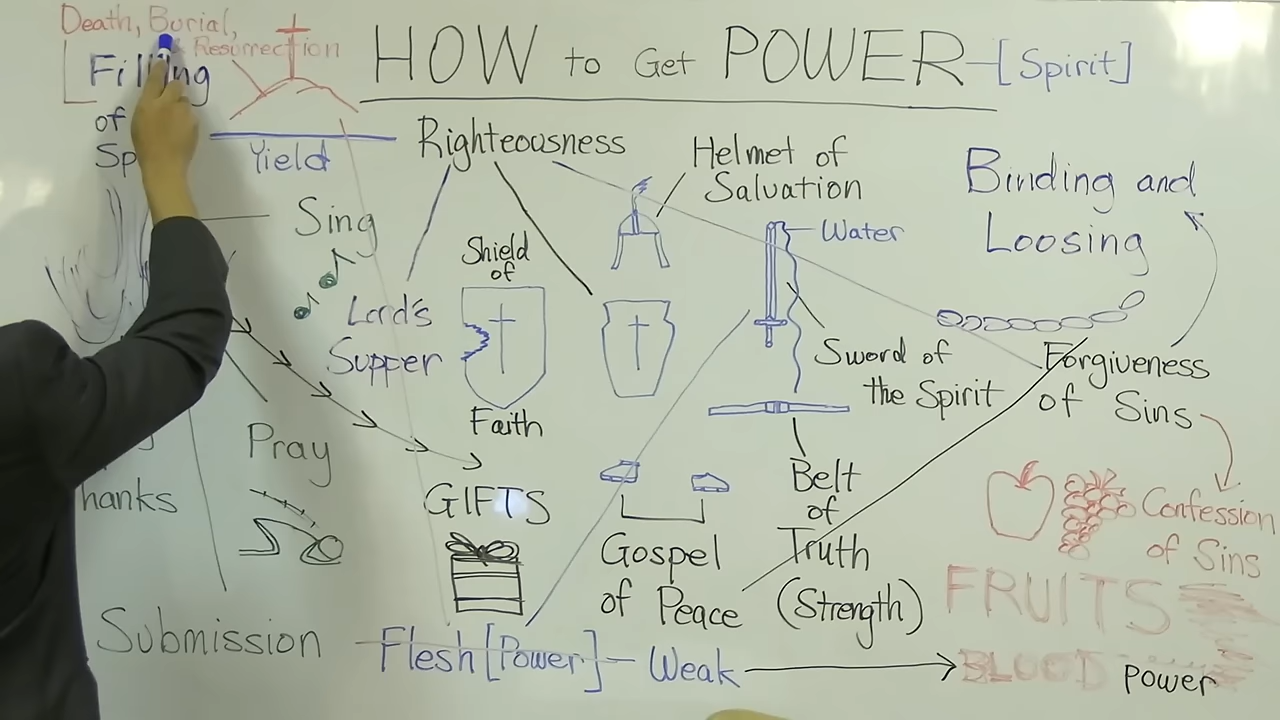 Death, Burial,
Resurrection
HOW to Get POWER-[Spirit]
Filling
of
Sp
Yield
Righteousness
Helmet of
Salvation
Binding and
Loosing
Sing
Water
Shield
of
Faith
Lord's
Supper
Sword of
the Spirit
Forgiveness
of Sins
Pray
hanks
GIFTS
Belt
of
Truth
(Strength)
Gospel
of Peace
Confession
of Sins
FRUITS
Submission
Flesh [Power] - Weak
BLOOD Power